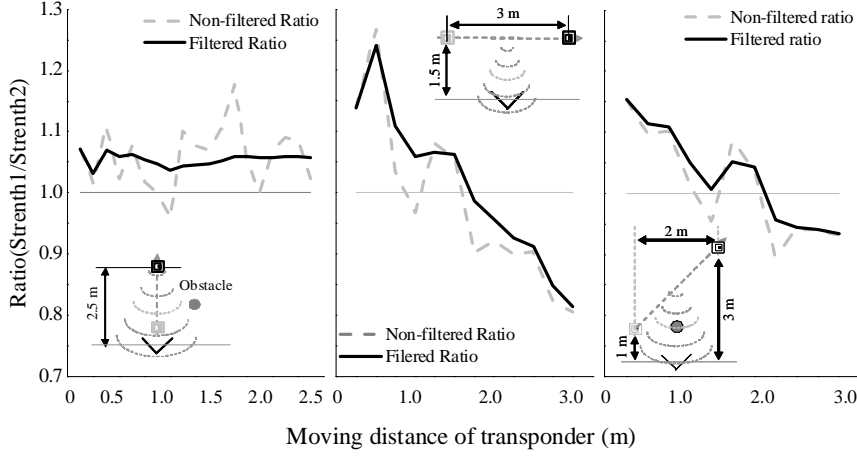 Ratio(Strenth1/Strenth2)
1.3
1.2
1.1
1.0
0.9
0.8
0.7
Non-filtered Ratio
Filtered Ratio
2.5 m
Obstacle
0 0.5 1.0 1.5 2.0 2.5
3 m
1.5 m
Non-filtered Ratio
Filered Ratio
0 1.0 2.0 3.0
Non-filtered ratio
Filtered ratio
2 m
3 m
1 m
0 1.0 2.0 3.0
Moving distance of transponder (m)